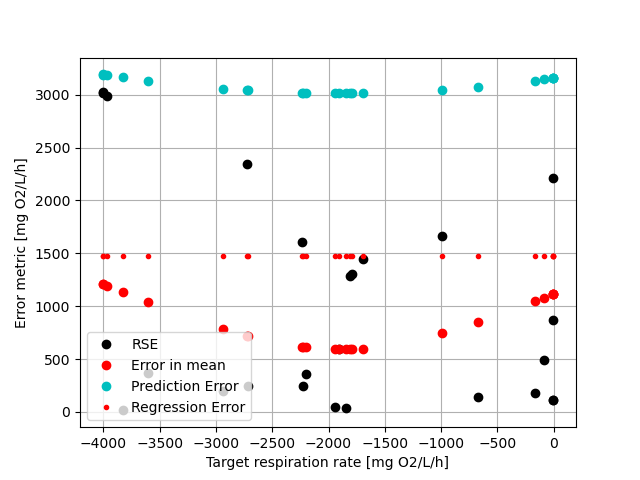 3000
2500
2000
1500
1000
500
0
Error metric [mg O2/L/h]
RSE
Error in mean
Prediction Error
Regression Error
−4000 −3500 −3000 −2500 −2000 −1500 −1000 −500 0
Target respiration rate [mg O2/L/h]